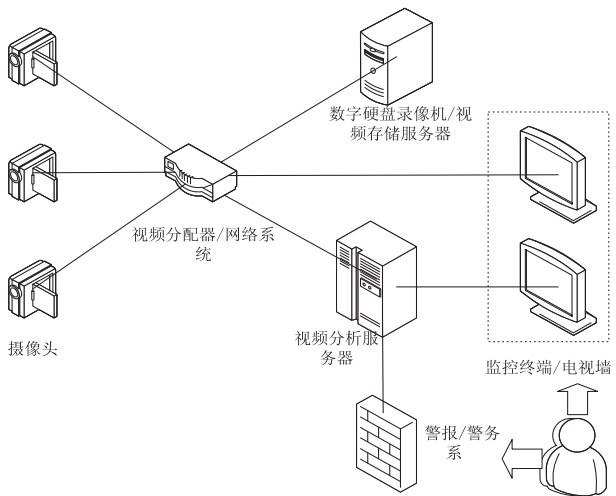 数字硬盘录像机/视
频存储服务器
视频分配器/网络系
统
摄像头
视频分析服
务器
监控终端/电视墙
警报/警务
系